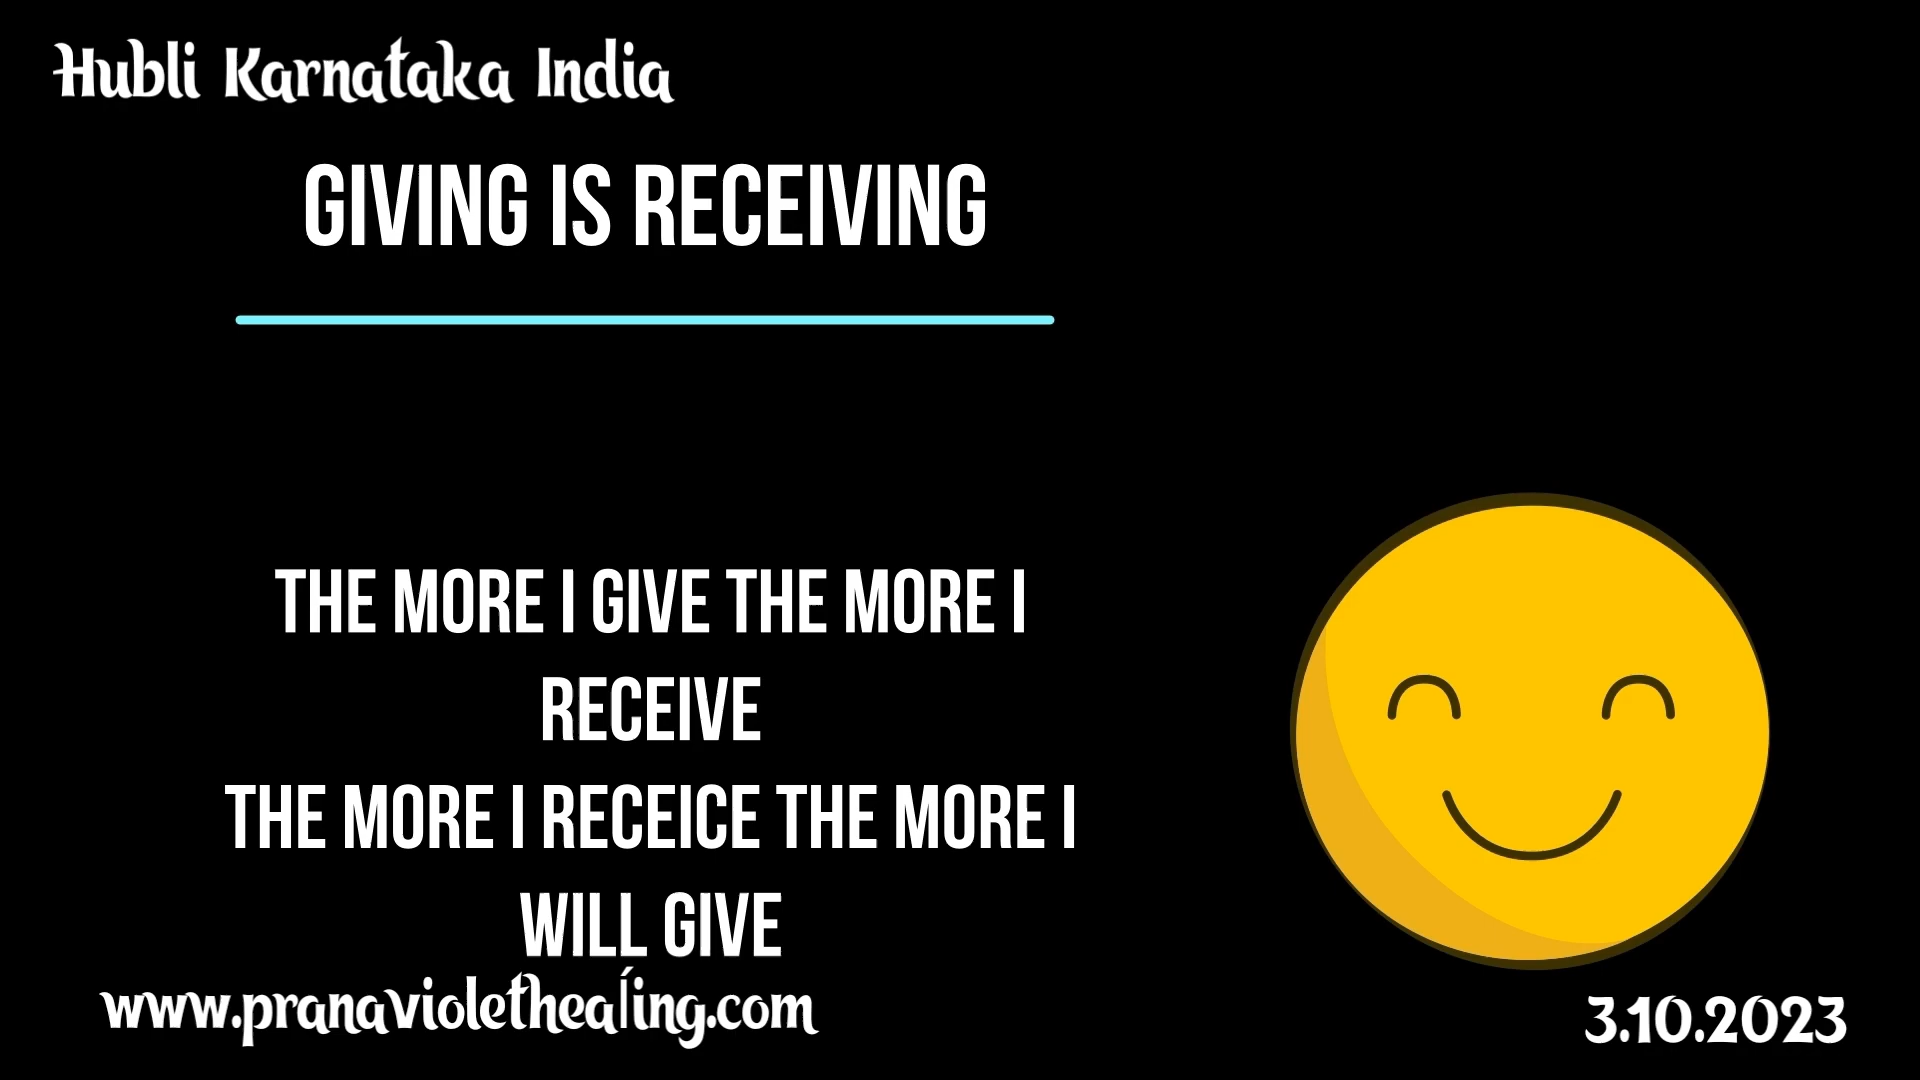 Hubli Karnataka India
GIVING IS RECEIVING
THE MORE I GIVE THE MORE I
RECEIVE
THE MORE I RECEICE THE MORE I
WILL GIVE
www.pranaviolethealíng.com
3.10.2023